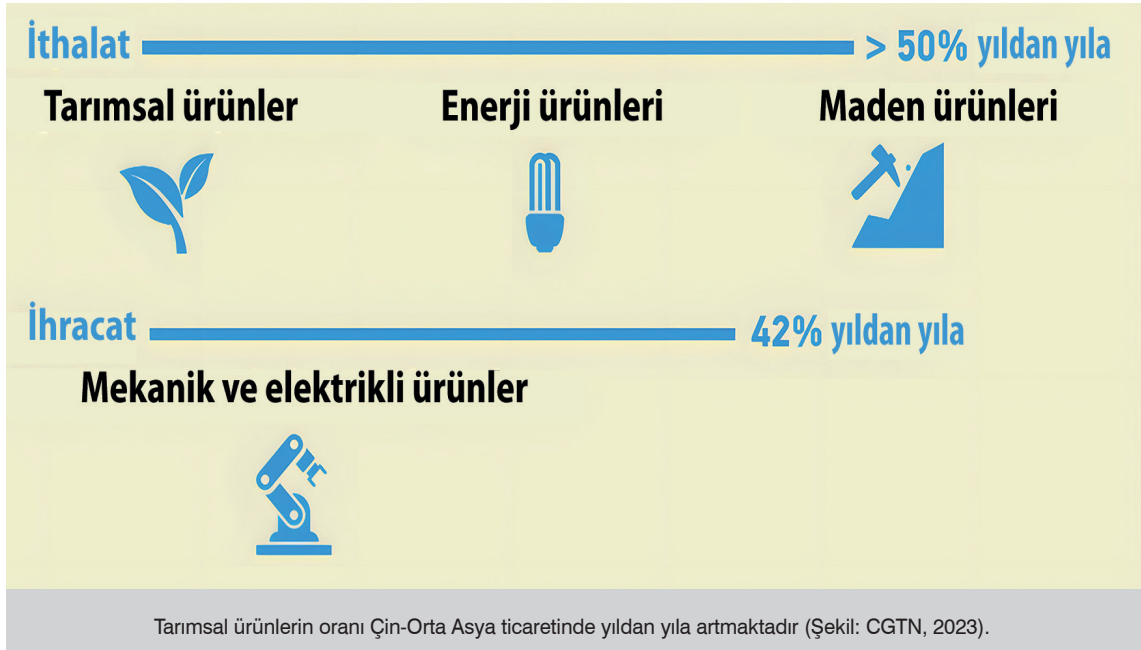 İthalat > 50% yıldan yıla
Tarımsal ürünler Enerji ürünleri Maden ürünleri
İhracat 42% yıldan yıla
Mekanik ve elektrikli ürünler
Tarımsal ürünlerin oranı Çin-Orta Asya ticaretinde yıldan yıla artmaktadır (Şekil: CGTN, 2023).